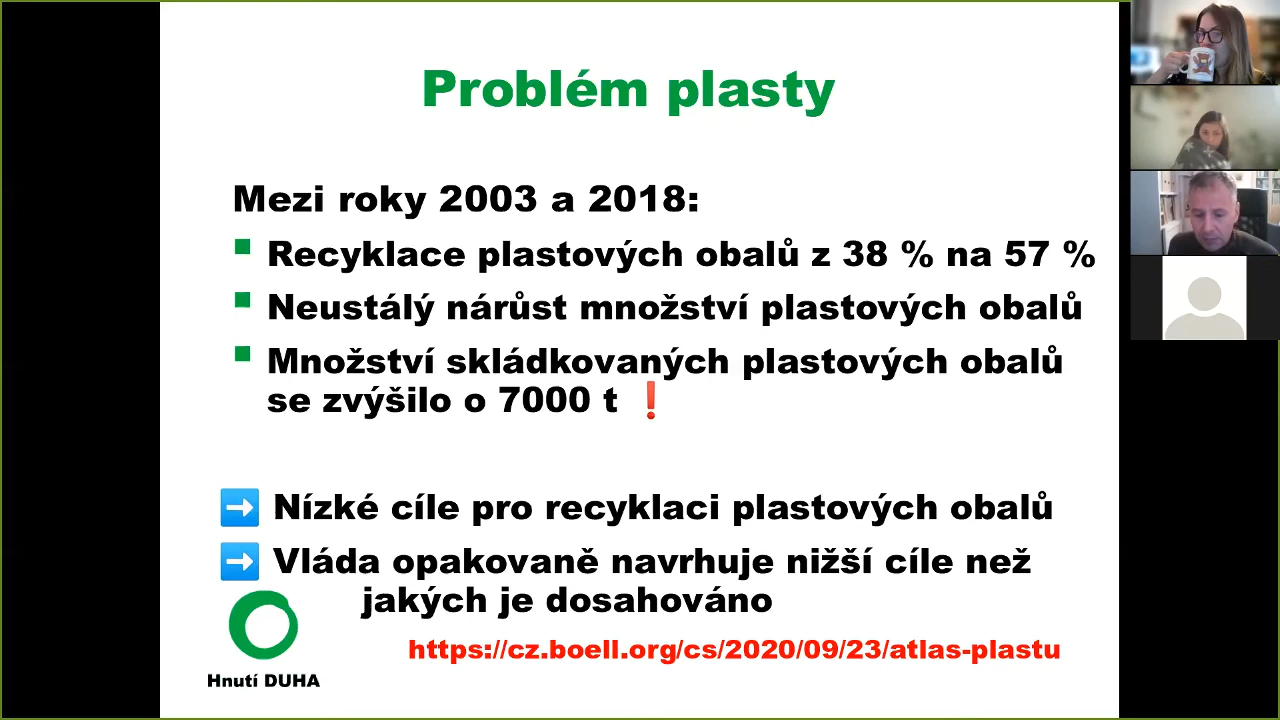 Problém plasty
Mezi roky 2003 a 2018:
Recyklace plastových obalů z 38 % na 57 %
Neustálý nárůst množství plastových obalů
Množství skládkovaných plastových obalů
se zvýšilo o 7000 t ❗
➡️ Nízké cíle pro recyklaci plastových obalů
➡️ Vláda opakovaně navrhuje nižší cíle než
jakých je dosahováno
https://cz.boell.org/cs/2020/09/23/atlas-plastu
Hnutí DUHA